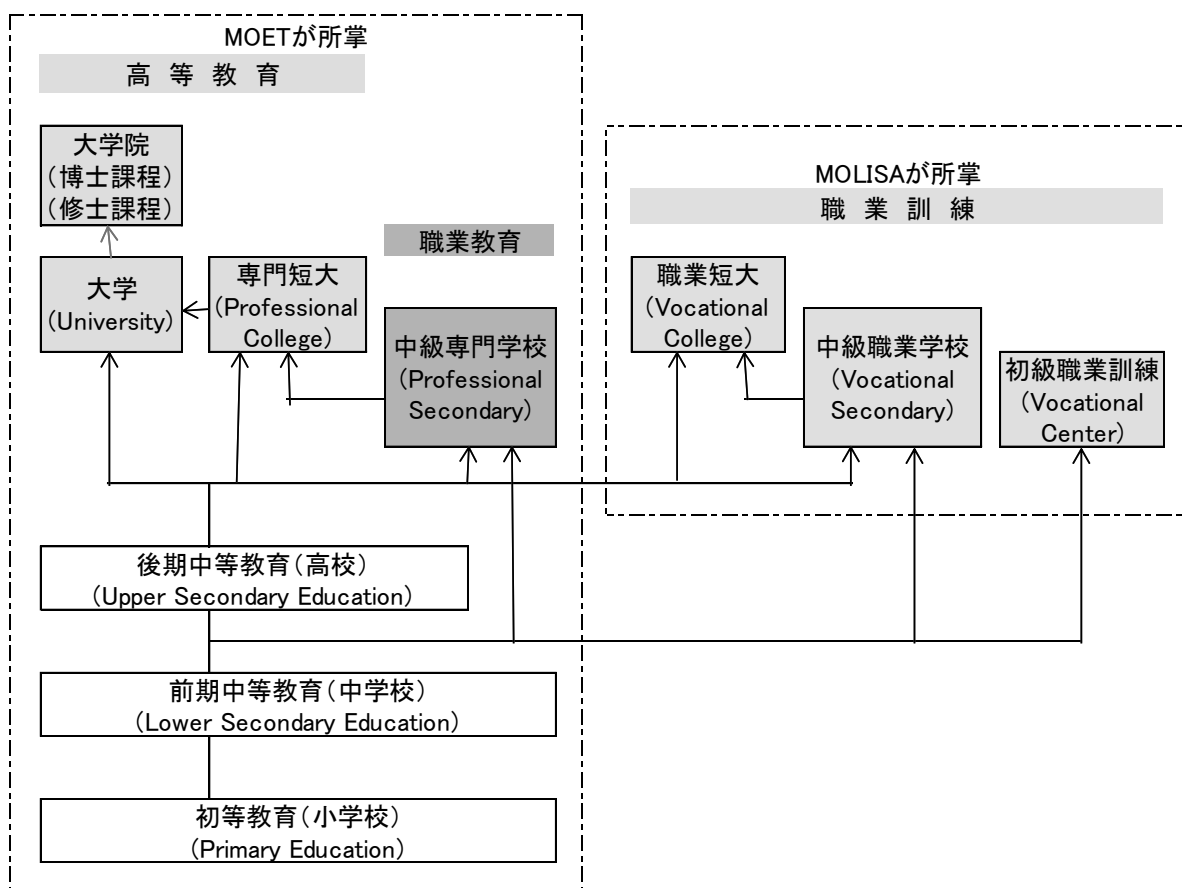 MOETが所掌
高 等 教 育
大学院
(博士課程)
(修士課程)
MOLISAが所掌
職 業 訓 練
職業教育
大学
(University)
専門短大
(Professional
College)
中級専門学校
(Professional
Secondary)
職業短大
(Vocational
College)
中級職業学校
(Vocational
Secondary)
初級職業訓練
(Vocational
Center)
後期中等教育(高校)
(Upper Secondary Education)
前期中等教育(中学校)
(Lower Secondary Education)
初等教育(小学校)
(Primary Education)